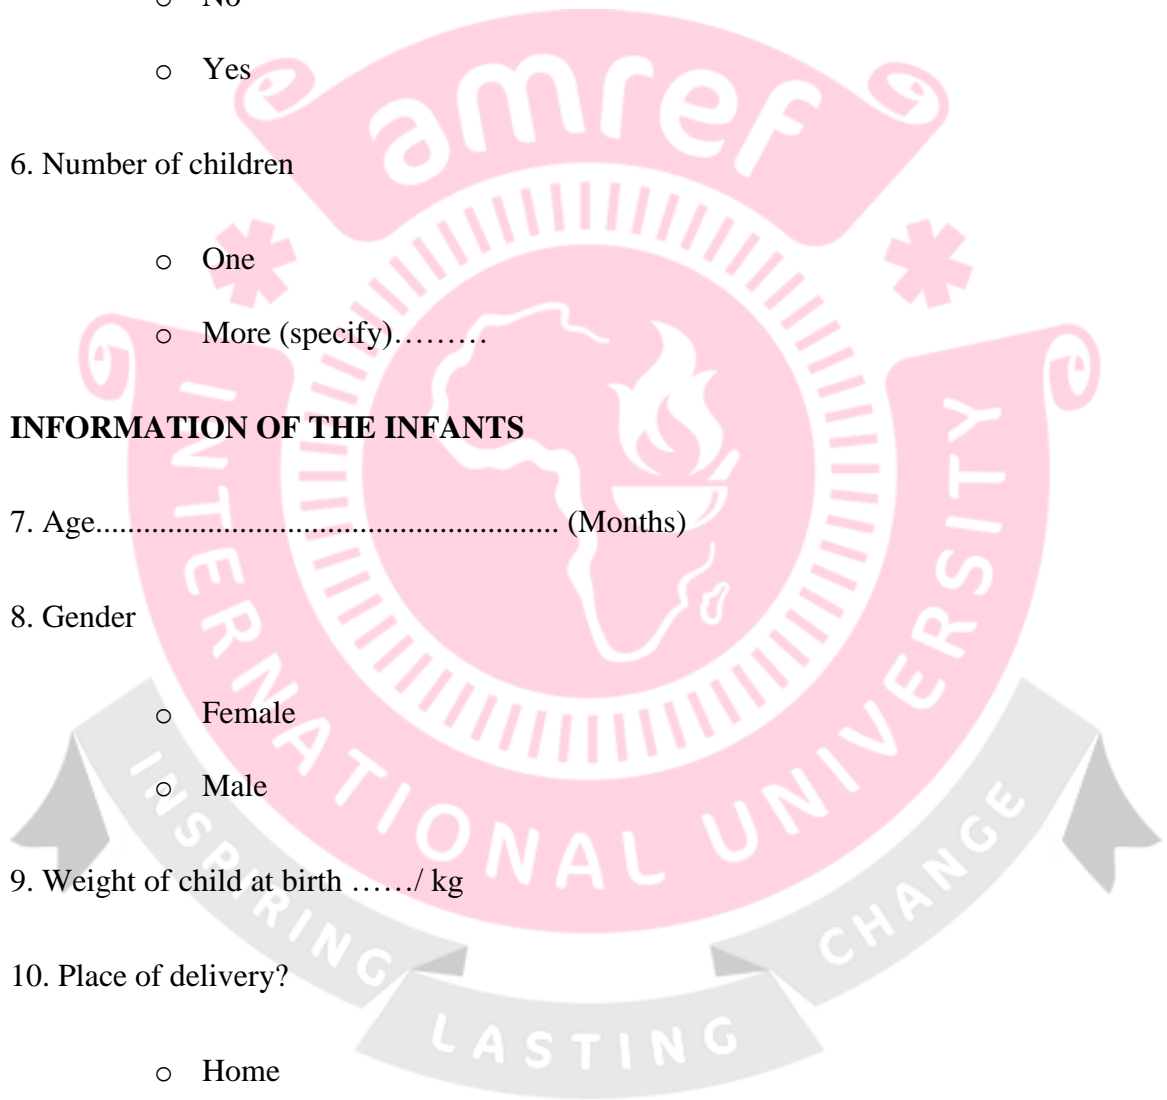 o No
o Yes
6. Number of children
o One
o More (specify)………
INFORMATION OF THE INFANTS
7. Age.......................................................... (Months)
8. Gender
o Female
o Male
9. Weight of child at birth ……/ kg
10. Place of delivery?
o Home
amref
INTERNATIONAL UNIVERSITY
INSPIRING LASTING CHANGE